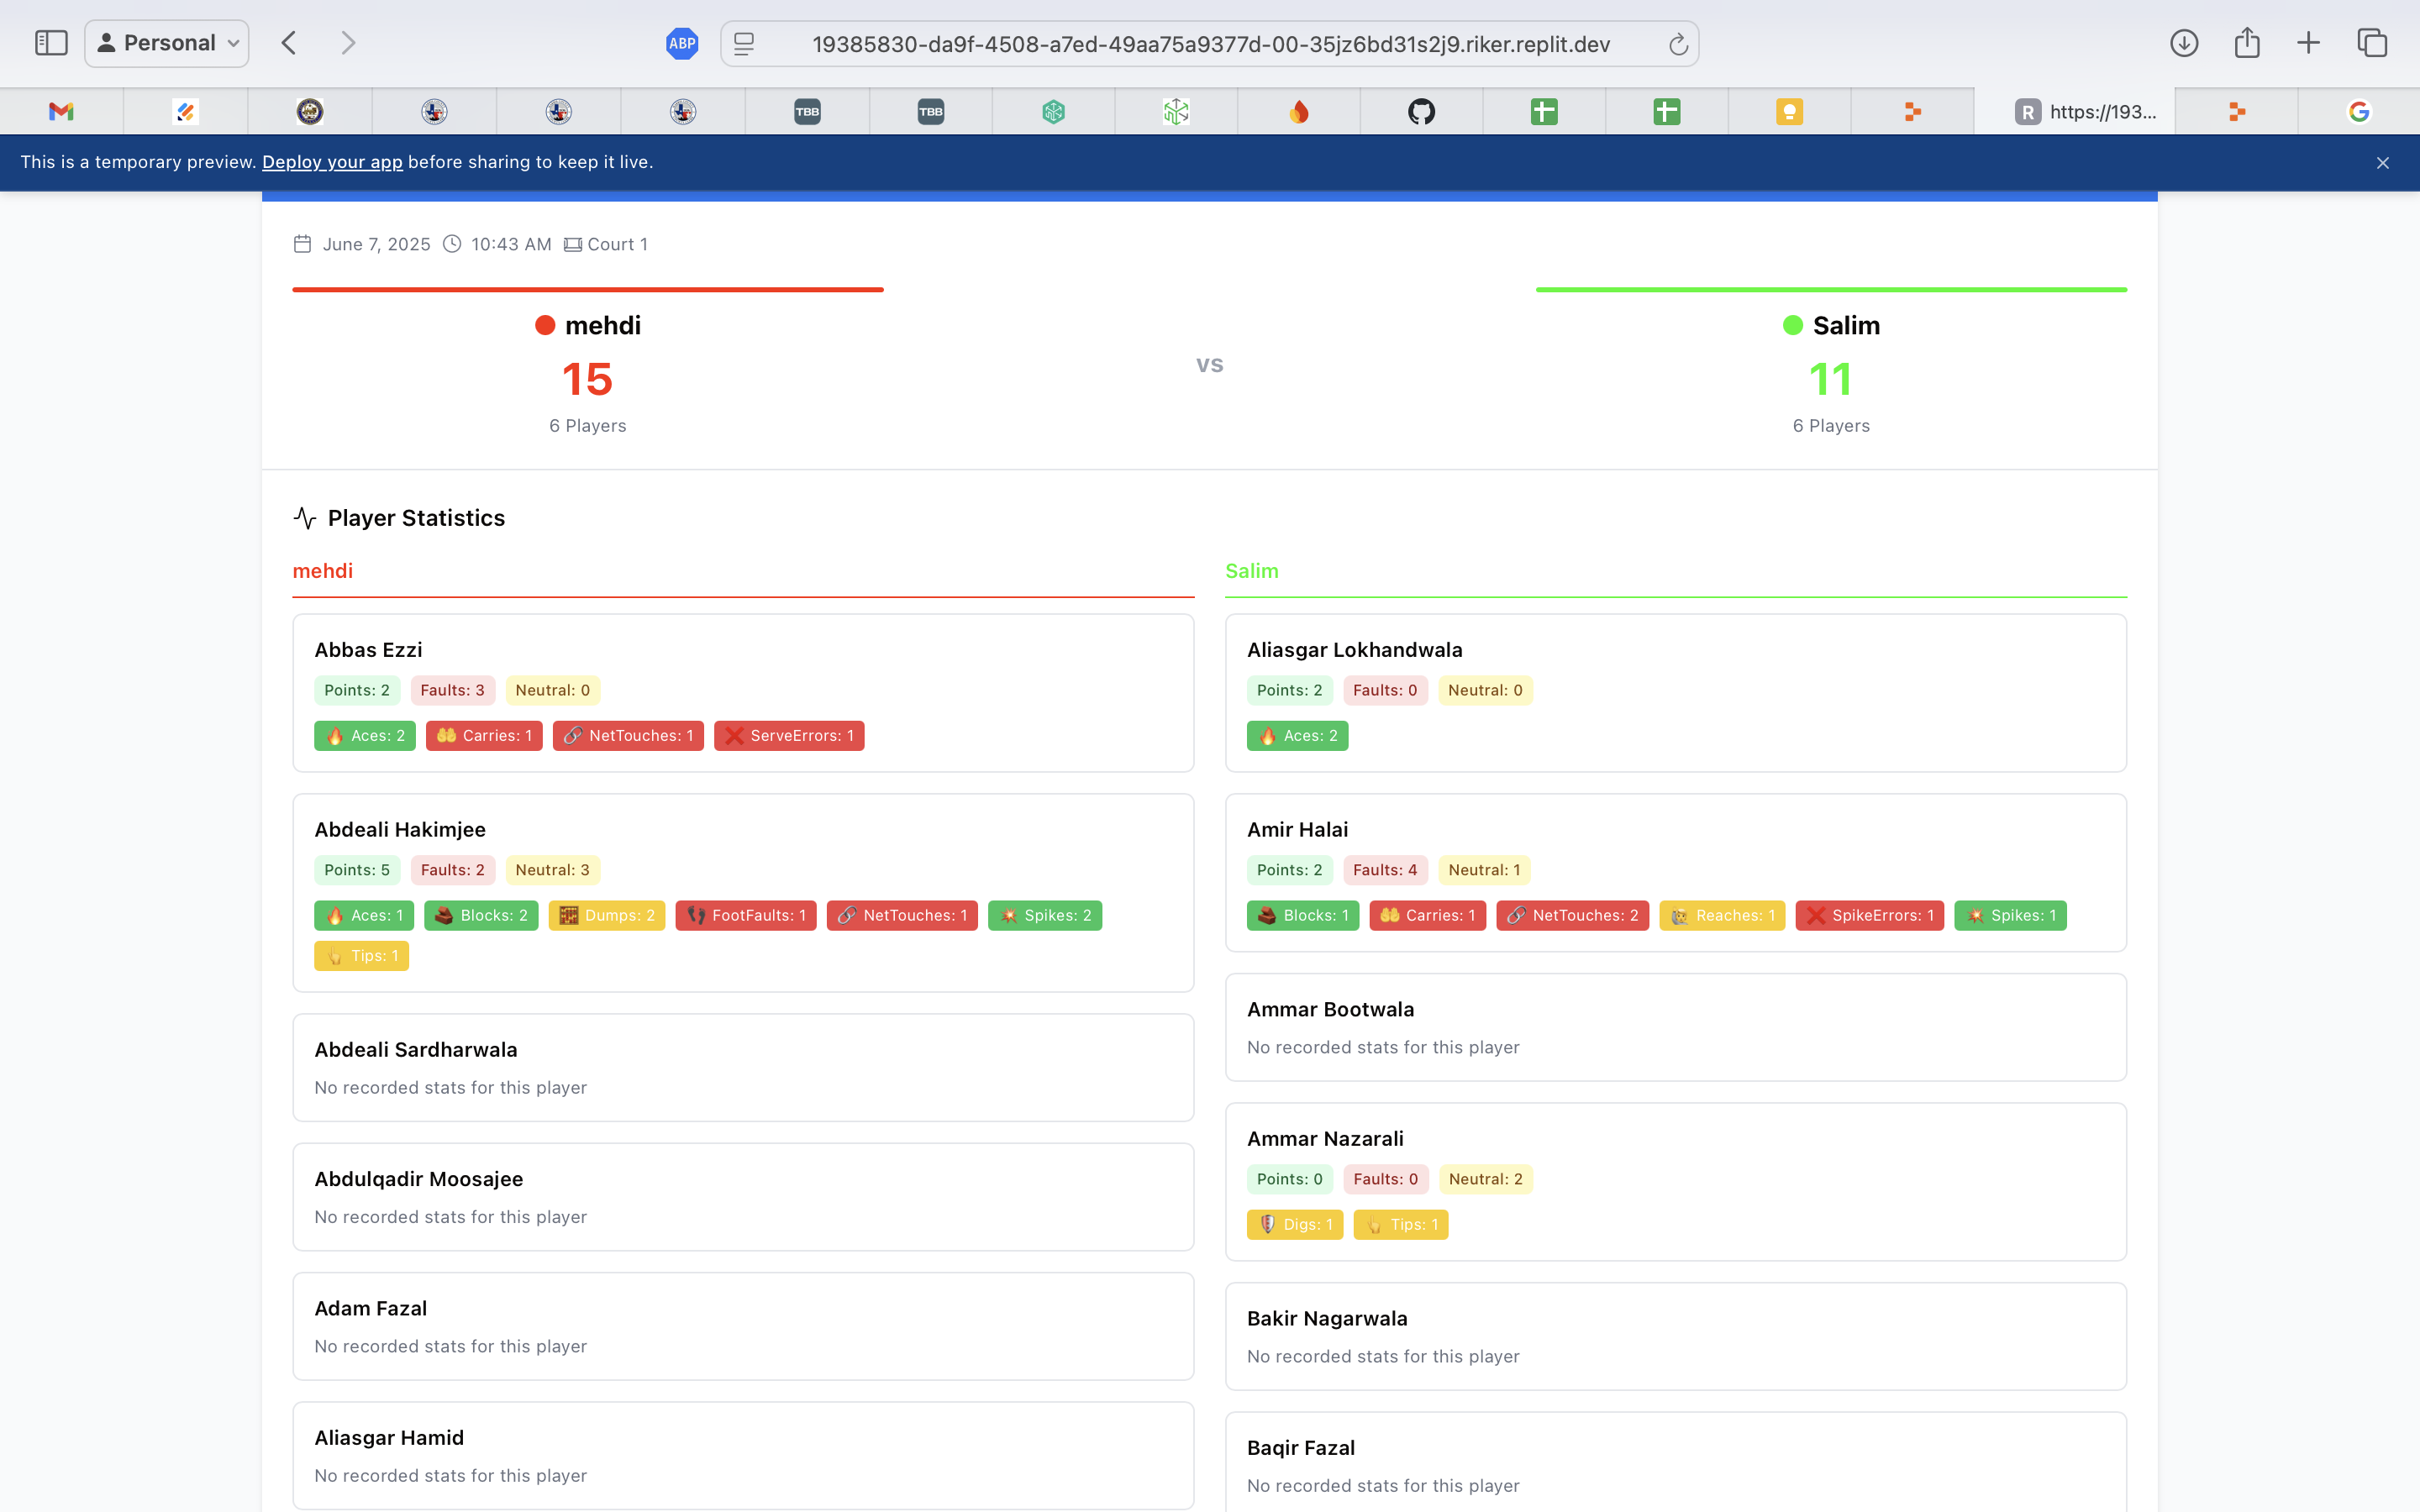 Personal
ABP
19385830-da9f-4508-a7ed-49aa75a9377d-00-35jz6bd31s2j9.riker.replit.dev
TBB
TBB
R https://193...
This is a temporary preview. Deploy your app before sharing to keep it live.
June 7, 2025 10:43 AM Court 1
mehdi
15
6 Players
vs
Salim
11
6 Players
Player Statistics
mehdi
Abbas Ezzi
Points: 2 Faults: 3 Neutral: 0
Aces: 2 Carries: 1 NetTouches: 1 ServeErrors: 1
Abdeali Hakimjee
Points: 5 Faults: 2 Neutral: 3
Aces: 1 Blocks: 2 Dumps: 2 FootFaults: 1 NetTouches: 1 Spikes: 2
Tips: 1
Abdeali Sardharwala
No recorded stats for this player
Abdulqadir Moosajee
No recorded stats for this player
Adam Fazal
No recorded stats for this player
Aliasgar Hamid
No recorded stats for this player
Salim
Aliasgar Lokhandwala
Points: 2 Faults: 0 Neutral: 0
Aces: 2
Amir Halai
Points: 2 Faults: 4 Neutral: 1
Blocks: 1 Carries: 1 NetTouches: 2 Reaches: 1 SpikeErrors: 1 Spikes: 1
Ammar Bootwala
No recorded stats for this player
Ammar Nazarali
Points: 0 Faults: 0 Neutral: 2
Digs: 1 Tips: 1
Bakir Nagarwala
No recorded stats for this player
Baqir Fazal
No recorded stats for this player